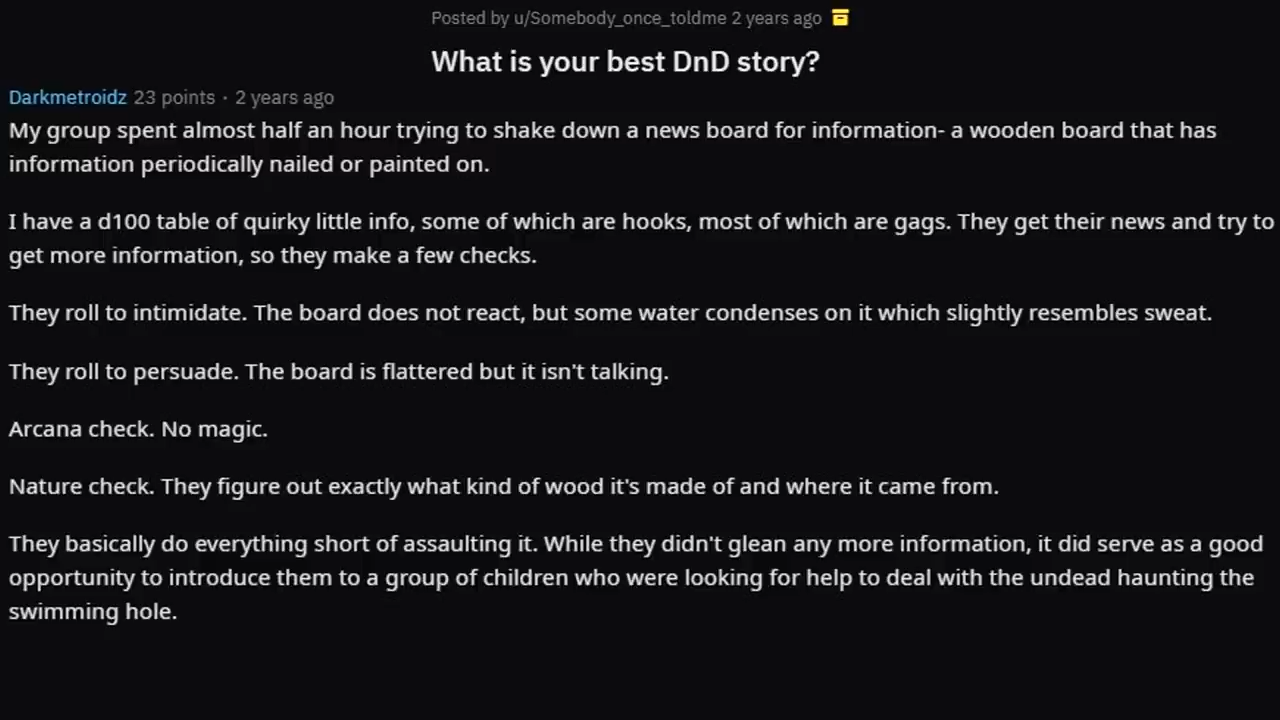 Posted by u/Somebody_once_toldme 2 years ago
What is your best DnD story?
Darkmetroidz 23 points · 2 years ago
My group spent almost half an hour trying to shake down a news board for information- a wooden board that has
information periodically nailed or painted on.
I have a d100 table of quirky little info, some of which are hooks, most of which are gags. They get their news and try to
get more information, so they make a few checks.
They roll to intimidate. The board does not react, but some water condenses on it which slightly resembles sweat.
They roll to persuade. The board is flattered but it isn't talking.
Arcana check. No magic.
Nature check. They figure out exactly what kind of wood it's made of and where it came from.
They basically do everything short of assaulting it. While they didn't glean any more information, it did serve as a good
opportunity to introduce them to a group of children who were looking for help to deal with the undead haunting the
swimming hole.